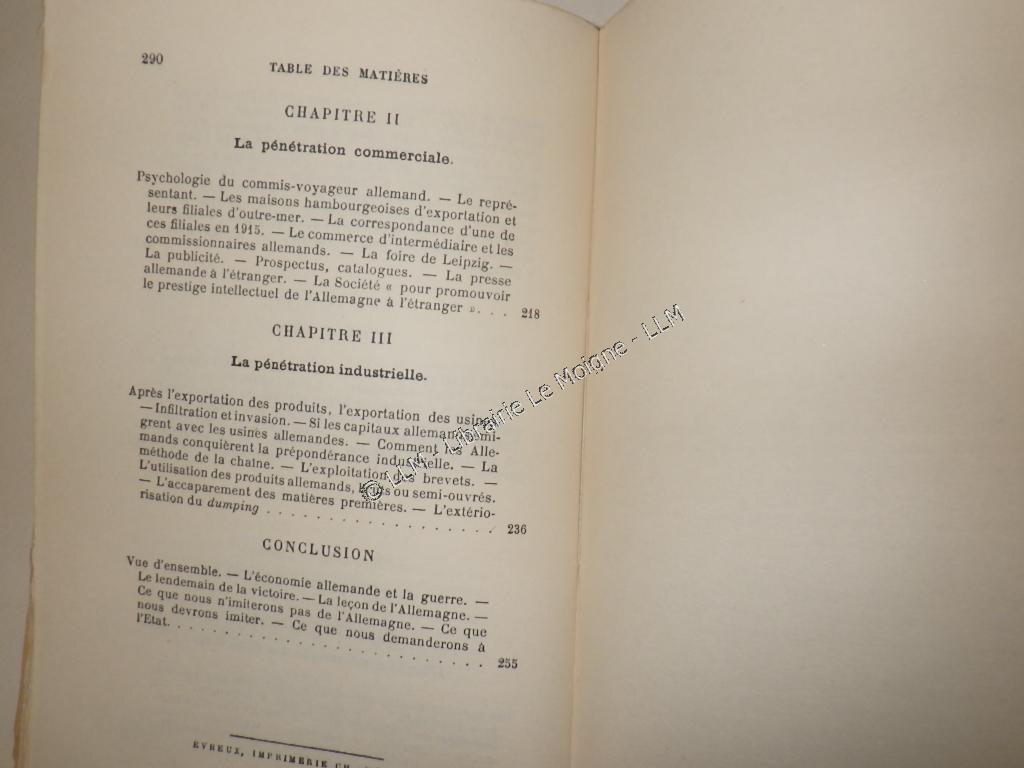 290
TABLE DES MATIÈRES
CHAPITRE II
La pénétration commerciale.
Psychologie du commis-voyageur allemand. — Le repré-
sentant. — Les maisons hambourgeoises d'exportation et
leurs filiales d'outre-mer. — La correspondance d'une de
ces filiales en 1915. — Le commerce d'intermédiaire et les
commissionnaires allemands. — La foire de Leipzig. —
La publicité. — Prospectus, catalogues. — La presse
allemande à l'étranger. — La Société « pour promouvoir
le prestige intellectuel de l'Allemagne à l'étranger ». . . 218
CHAPITRE III
La pénétration industrielle.
Après l'exportation des produits, l'exportation des usines.
— Infiltration et invasion. — Si les capitaux allemands émi-
grent avec les usines allemandes. — Comment les Alle-
mands conquièrent la prépondérance industrielle. — La
méthode de la chaîne. — L'exploitation des brevets. —
L'utilisation des produits allemands, bruts ou semi-ouvrés.
— L'accaparement des matières premières. — L'extério-
risation du dumping . . . . . . . . . . . . . . . . . . 236
CONCLUSION
Vue d'ensemble. — L'économie allemande et la guerre. —
Le lendemain de la victoire. — La leçon de l'Allemagne. —
Ce que nous n'imiterons pas de l'Allemagne. — Ce que
nous devrons imiter. — Ce que nous demanderons à
l'Etat. . . . . . . . . . . . . . . . . . . . . . . . 255
EVREUX, IMPRIMERIE CH.
© LLM - Librairie Le Moigne - LLM